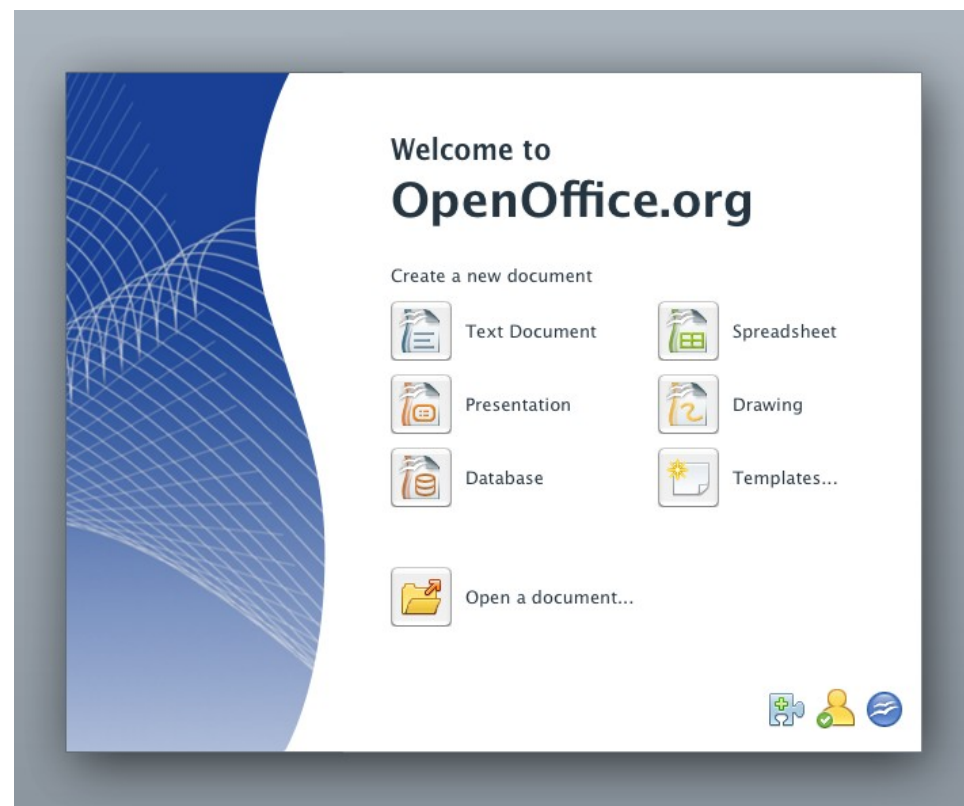 Welcome to
OpenOffice.org
Create a new document
Text Document
Spreadsheet
Presentation
Drawing
Database
Templates...
Open a document...